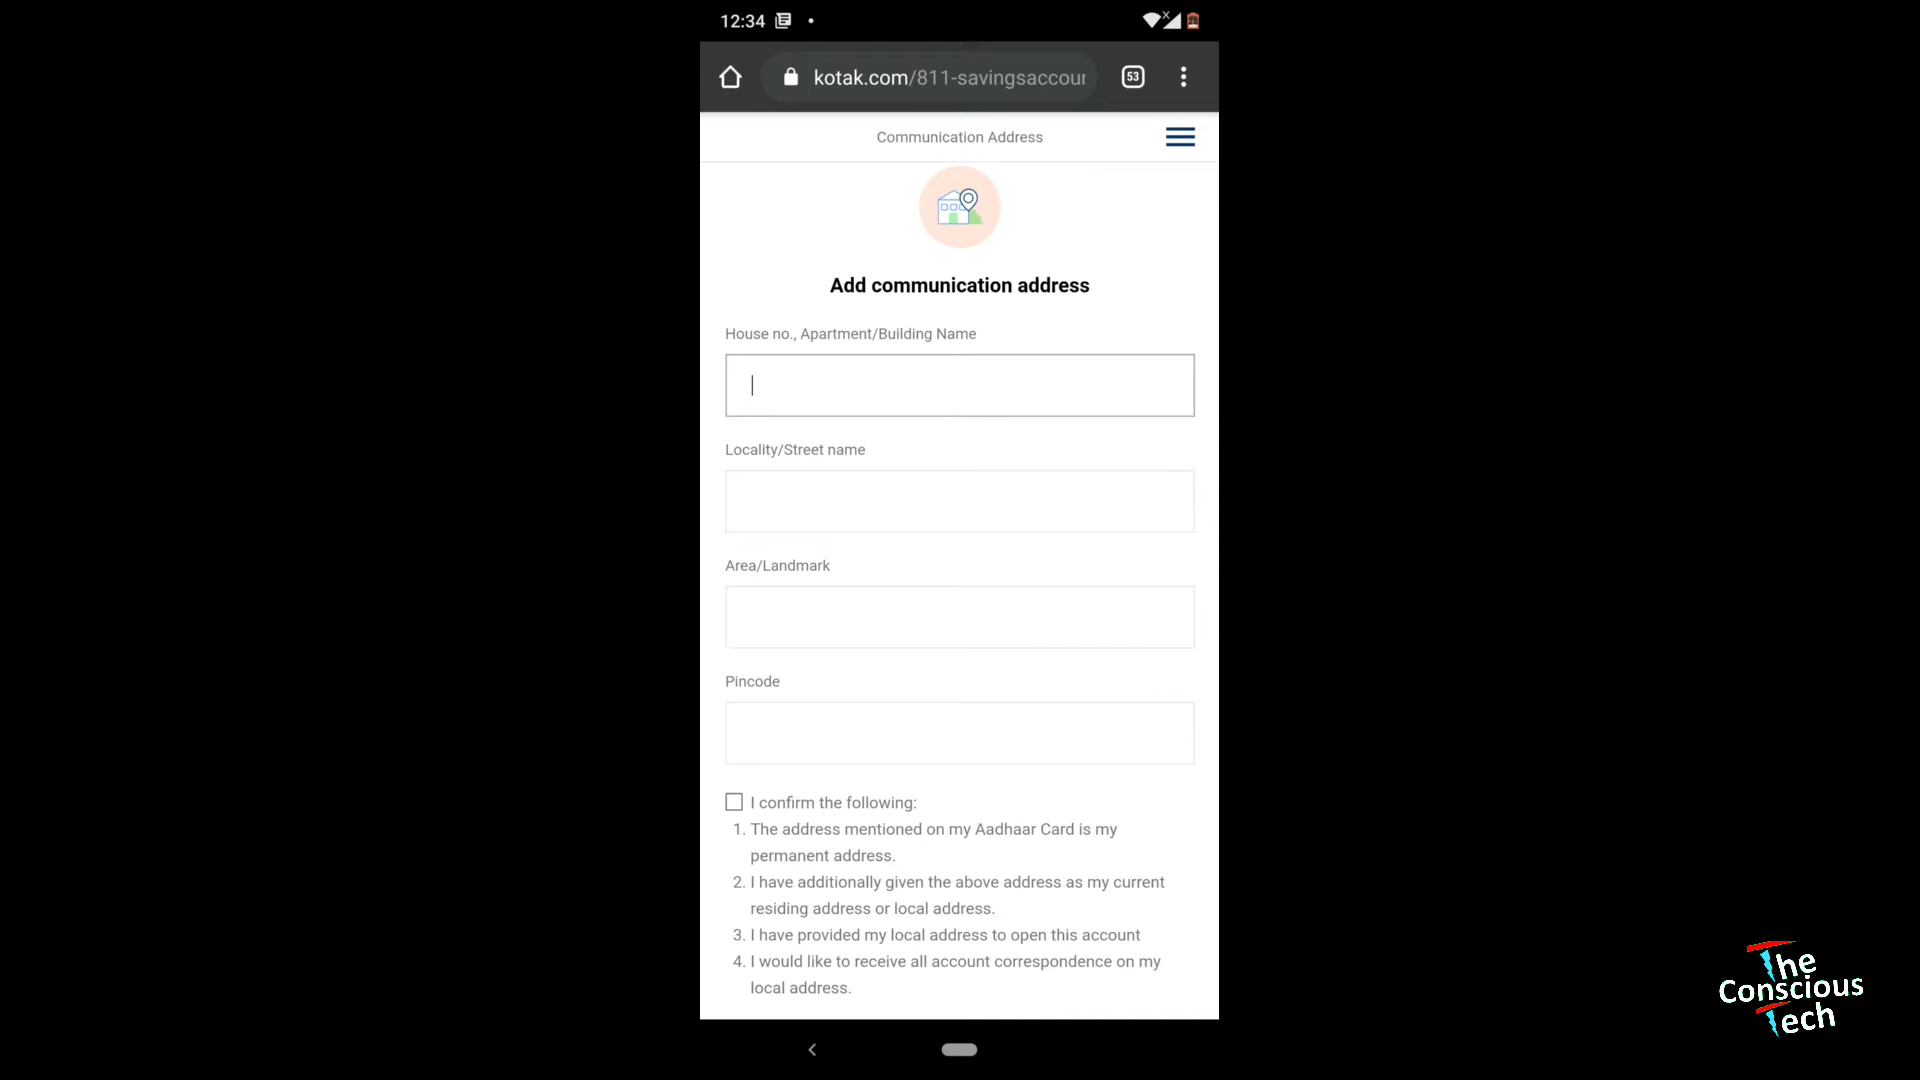 12:34
kotak.com/811-savingsaccour
53
Communication Address
Add communication address
House no., Apartment/Building Name
Locality/Street name
Area/Landmark
Pincode
I confirm the following:
1. The address mentioned on my Aadhaar Card is my
permanent address.
2. I have additionally given the above address as my current
residing address or local address.
3. I have provided my local address to open this account
4. I would like to receive all account correspondence on my
local address.
The
Conscious
Tech